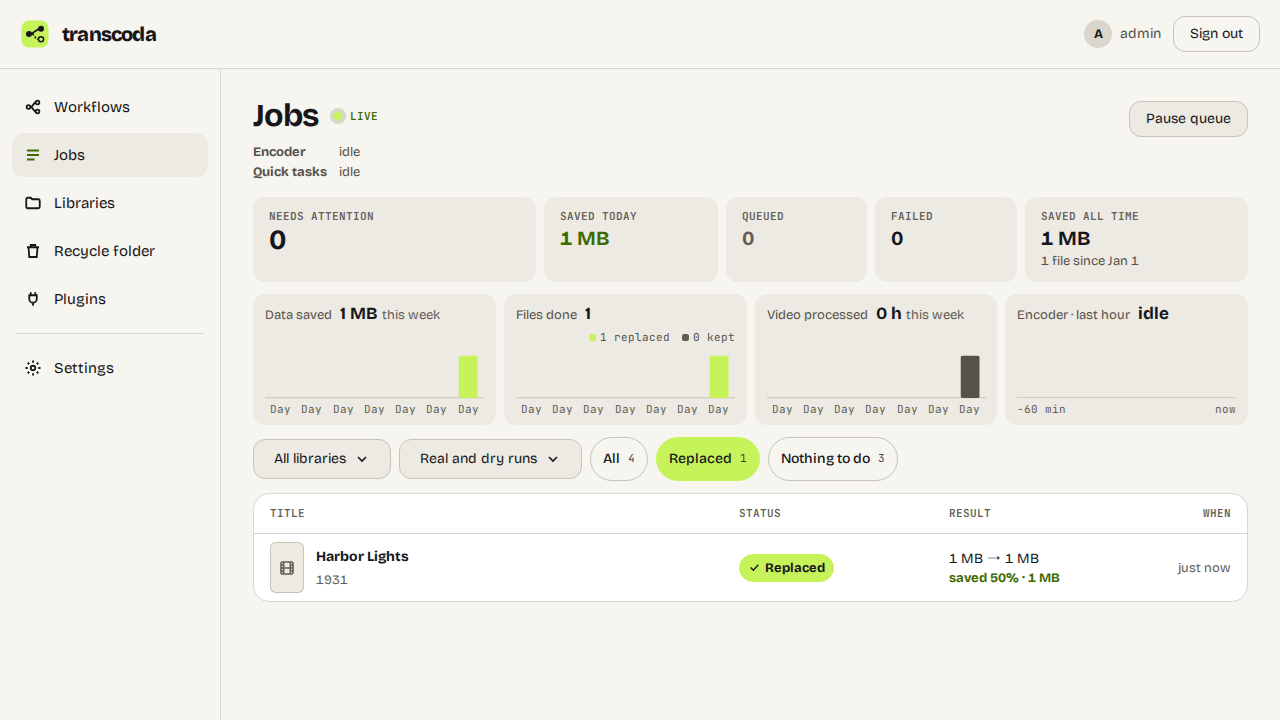 transcoda
A admin Sign out
Workflows
Jobs
Libraries
Recycle folder
Plugins
Settings
Jobs LIVE
Pause queue
Encoder idle
Quick tasks idle
NEEDS ATTENTION
0
SAVED TODAY
1 MB
QUEUED
0
FAILED
0
SAVED ALL TIME
1 MB
1 file since Jan 1
Data saved 1 MB this week
Day Day Day Day Day Day Day
Files done 1
1 replaced 0 kept
Day Day Day Day Day Day Day
Video processed 0 h this week
Day Day Day Day Day Day Day
Encoder · last hour idle
-60 min now
All libraries Real and dry runs All 4 Replaced 1 Nothing to do 3
TITLE STATUS RESULT WHEN
Harbor Lights
1931
Replaced
1 MB → 1 MB
saved 50% · 1 MB
just now